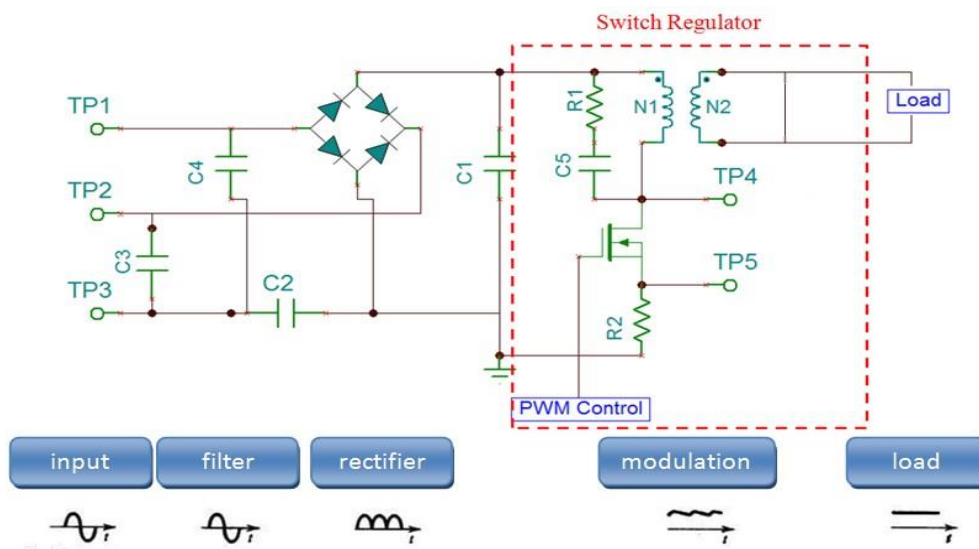 Switch Regulator
TP1
TP2
TP3
C4
C3
C2
C1
R1
C5
N1
N2
Load
TP4
TP5
R2
PWM Control
input
filter
rectifier
modulation
load
t
t
t
t
t